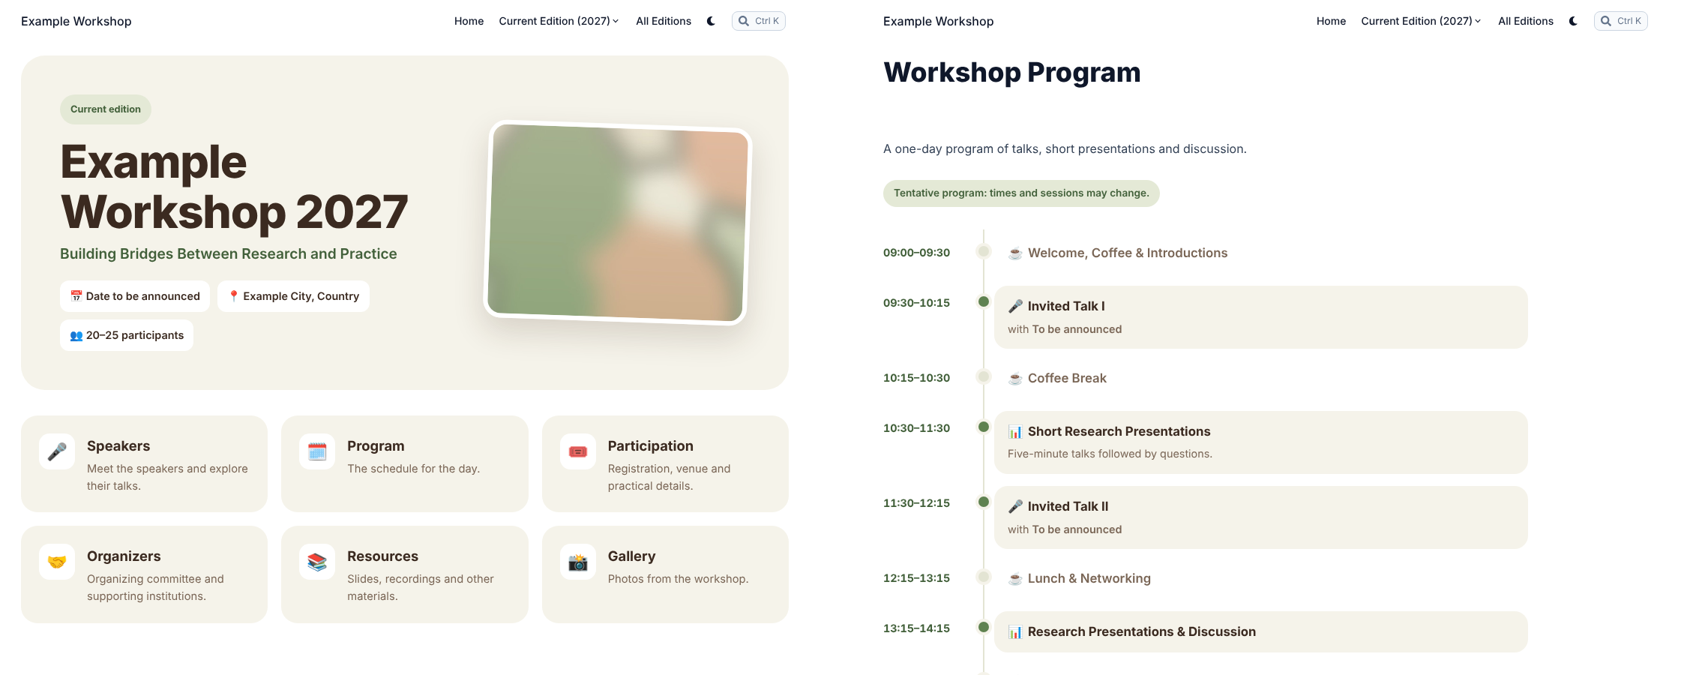 Example Workshop
Home Current Edition (2027) All Editions Ctrl K
Current edition
Example
Workshop 2027
Building Bridges Between Research and Practice
📅 Date to be announced
📍 Example City, Country
👥 20–25 participants
🎤 Speakers
Meet the speakers and explore
their talks.
🗓️ Program
The schedule for the day.
🎟️ Participation
Registration, venue and
practical details.
🤝 Organizers
Organizing committee and
supporting institutions.
📚 Resources
Slides, recordings and other
materials.
📸 Gallery
Photos from the workshop.
Example Workshop
Home Current Edition (2027) All Editions Ctrl K
Workshop Program
A one-day program of talks, short presentations and discussion.
Tentative program: times and sessions may change.
09:00–09:30 ☕ Welcome, Coffee & Introductions
09:30–10:15 🎤 Invited Talk I
with To be announced
10:15–10:30 ☕ Coffee Break
10:30–11:30 📊 Short Research Presentations
Five-minute talks followed by questions.
11:30–12:15 🎤 Invited Talk II
with To be announced
12:15–13:15 ☕ Lunch & Networking
13:15–14:15 📊 Research Presentations & Discussion